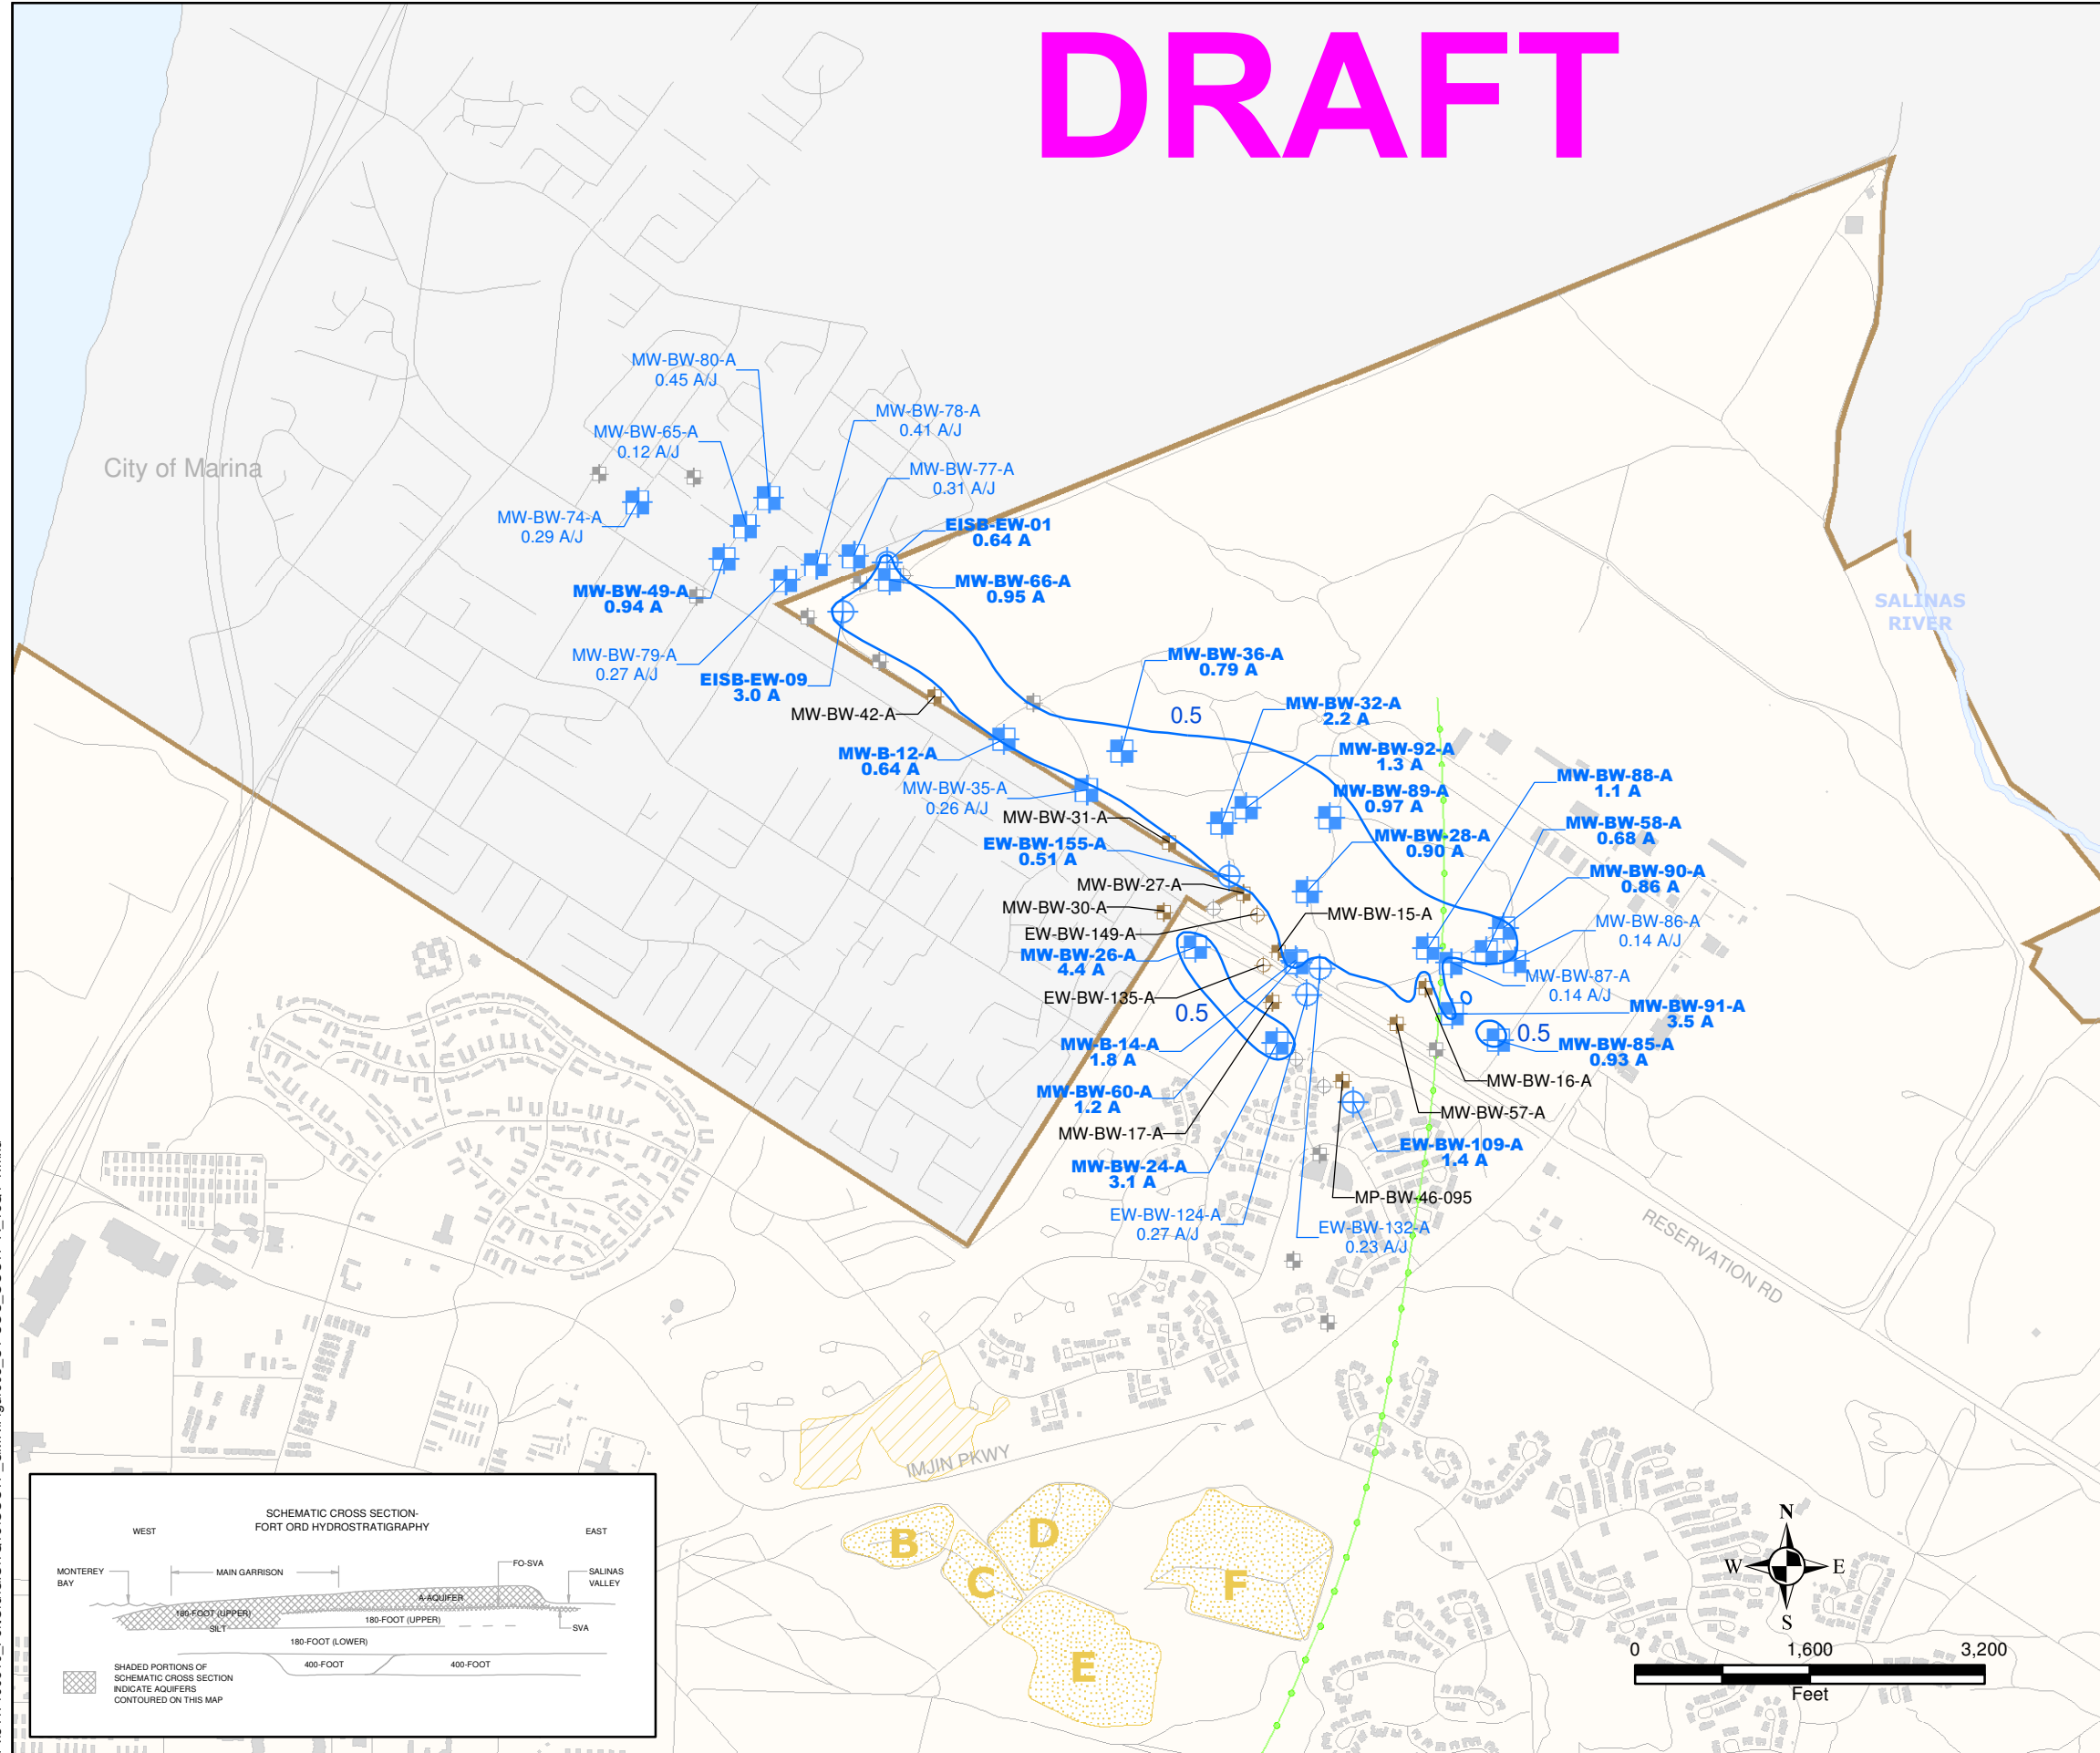 DRAFT
MW-BW-80-A
0.45 A/J
MW-BW-78-A
0.41 A/J
MW-BW-65-A
0.12 A/J
City of Marina
MW-BW-77-A
0.31 A/J
MW-BW-74-A
0.29 A/J
EISB-EW-01
0.64 A
MW-BW-66-A
0.95 A
MW-BW-49-A
0.94 A
SALINAS
RIVER
MW-BW-79-A
0.27 A/J
EISB-EW-09
3.0 A
MW-BW-36-A
0.79 A
MW-BW-42-A
0.5
MW-BW-32-A
2.2 A
MW-B-12-A
0.64 A
MW-BW-92-A
1.3 A
MW-BW-35-A
0.26 A/J
MW-BW-89-A
0.97 A
MW-BW-88-A
1.1 A
MW-BW-31-A
MW-BW-58-A
0.68 A
EW-BW-155-A
0.51 A
MW-BW-28-A
0.90 A
MW-BW-90-A
0.86 A
MW-BW-27-A
MW-BW-30-A
MW-BW-15-A
MW-BW-86-A
0.14 A/J
EW-BW-149-A
MW-BW-26-A
4.4 A
MW-BW-87-A
0.14 A/J
EW-BW-135-A
0.5
MW-BW-91-A
3.5 A
0.5
MW-B-14-A
1.8 A
MW-BW-85-A
0.93 A
MW-BW-60-A
1.2 A
MW-BW-16-A
MW-BW-57-A
MW-BW-17-A
EW-BW-109-A
1.4 A
MW-BW-24-A
3.1 A
MP-BW-46-095
EW-BW-124-A
0.27 A/J
EW-BW-132-A
0.23 A/J
RESERVATION RD
IMJIN PKWY
B
C
D
E
F
SCHEMATIC CROSS SECTION-
FORT ORD HYDROSTRATIGRAPHY
WEST
EAST
MONTEREY
BAY
MAIN GARRISON
FO-SVA
SALINAS
VALLEY
A-AQUIFER
180-FOOT (UPPER)
180-FOOT (UPPER)
SILT
SVA
180-FOOT (LOWER)
400-FOOT
400-FOOT
SHADED PORTIONS OF
SCHEMATIC CROSS SECTION
INDICATE AQUIFERS
CONTOURED ON THIS MAP
N
W
E
S
0
1,600
3,200
Feet